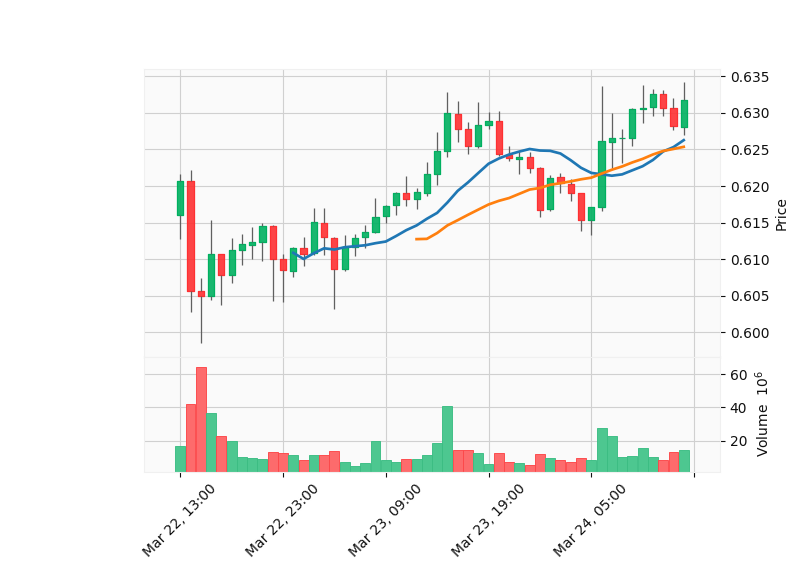 0.635
0.630
0.625
0.620
0.615
0.610
0.605
0.600
Price
60
40
20
Volume 10⁶
Mar 22, 13:00
Mar 22, 23:00
Mar 23, 09:00
Mar 23, 19:00
Mar 24, 05:00